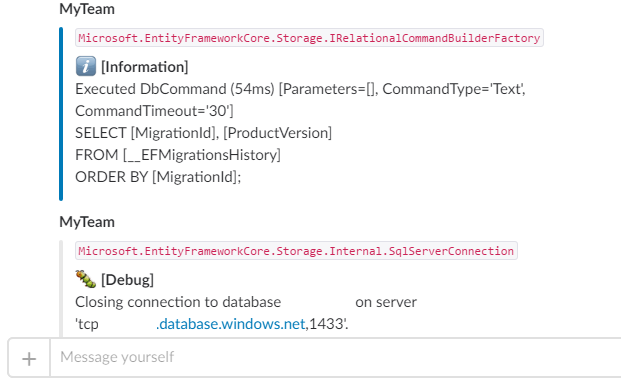 MyTeam
Microsoft.EntityFrameworkCore.Storage.IRelationalCommandBuilderFactory
[Information]
Executed DbCommand (54ms) [Parameters=[], CommandType='Text',
CommandTimeout='30']
SELECT [MigrationId], [ProductVersion]
FROM [__EFMigrationsHistory]
ORDER BY [MigrationId];
MyTeam
Microsoft.EntityFrameworkCore.Storage.Internal.SqlServerConnection
[Debug]
Closing connection to database on server
'tcp .database.windows.net,1433'.
Message yourself